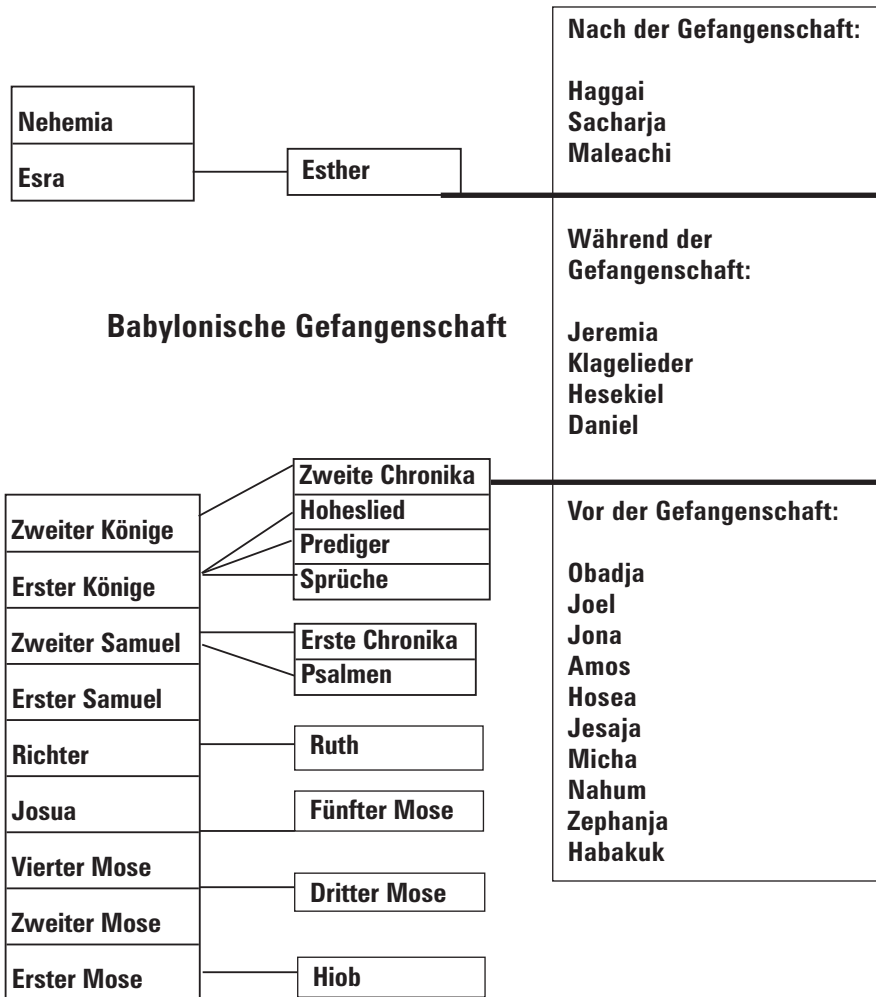 Nehemia
Esra
Esther
Babylonische Gefangenschaft
Zweiter Könige
Erster Könige
Zweiter Samuel
Erster Samuel
Richter
Josua
Vierter Mose
Zweiter Mose
Erster Mose
Zweite Chronika
Hoheslied
Prediger
Sprüche
Erste Chronika
Psalmen
Ruth
Fünfter Mose
Dritter Mose
Hiob
Nach der Gefangenschaft:
Haggai
Sacharja
Maleachi
Während der
Gefangenschaft:
Jeremia
Klagelieder
Hesekiel
Daniel
Vor der Gefangenschaft:
Obadja
Joel
Jona
Amos
Hosea
Jesaja
Micha
Nahum
Zephanja
Habakuk